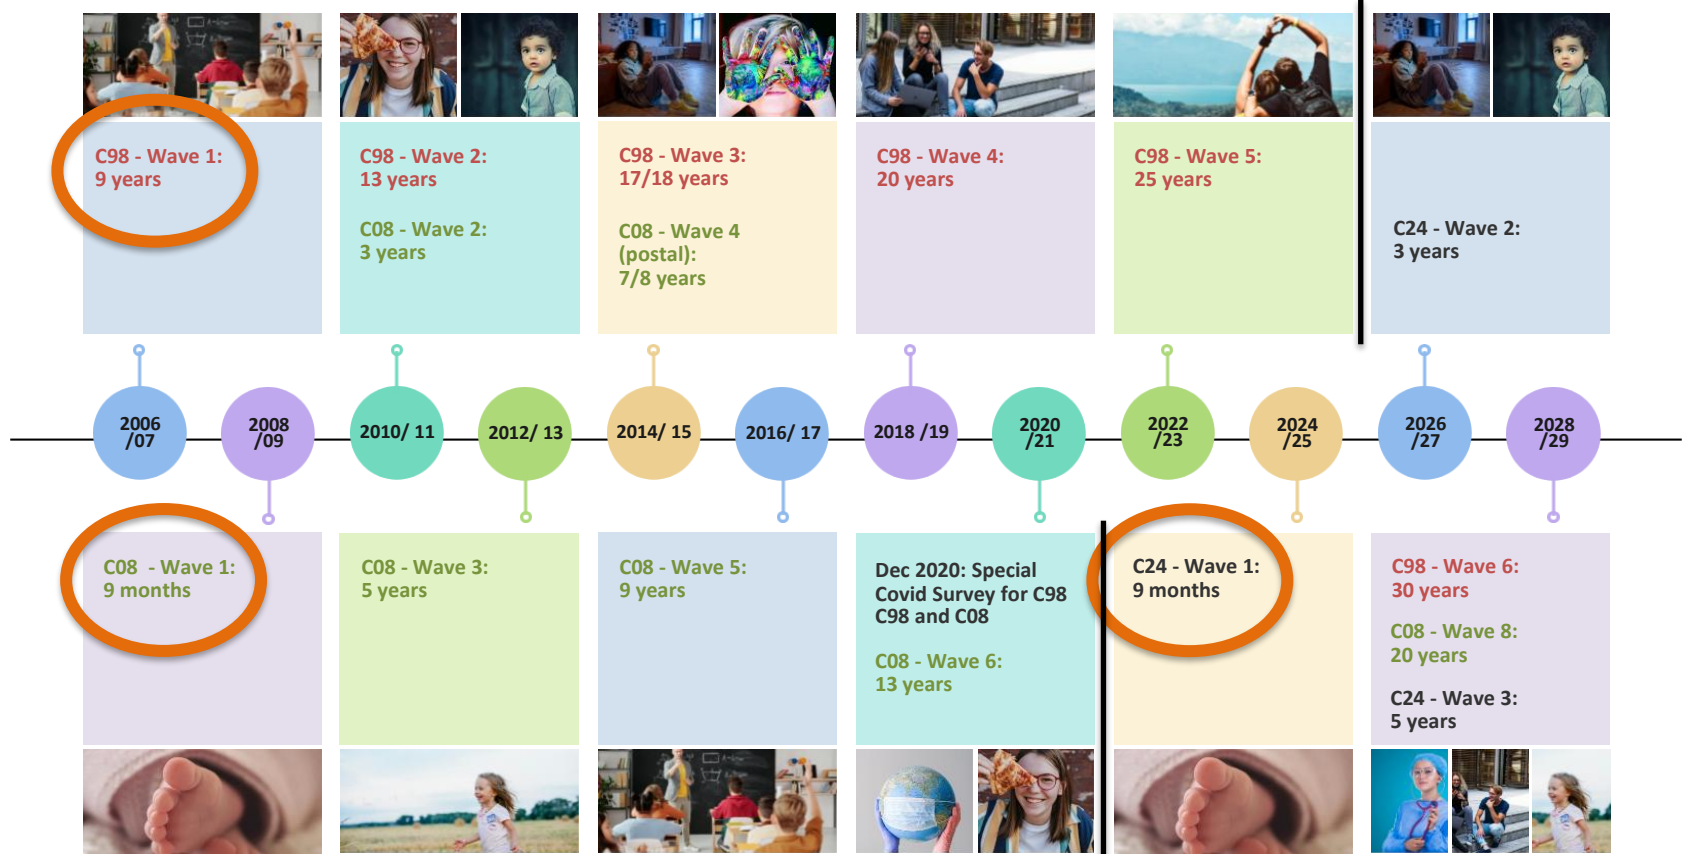 C98 - Wave 1:
9 years
C98 - Wave 2:
13 years
C08 - Wave 2:
3 years
C98 - Wave 3:
17/18 years
C08 - Wave 4
(postal):
7/8 years
C98 - Wave 4:
20 years
C98 - Wave 5:
25 years
C24 - Wave 2:
3 years
2006
/07
2008
/09
2010/ 11
2012/ 13
2014/ 15
2016/ 17
2018 /19
2020
/21
2022
/23
2024
/25
2026
/27
2028
/29
C08 - Wave 1:
9 months
C08 - Wave 3:
5 years
C08 - Wave 5:
9 years
Dec 2020: Special
Covid Survey for C98
C98 and C08
C08 - Wave 6:
13 years
C24 - Wave 1:
9 months
C98 - Wave 6:
30 years
C08 - Wave 8:
20 years
C24 - Wave 3:
5 years